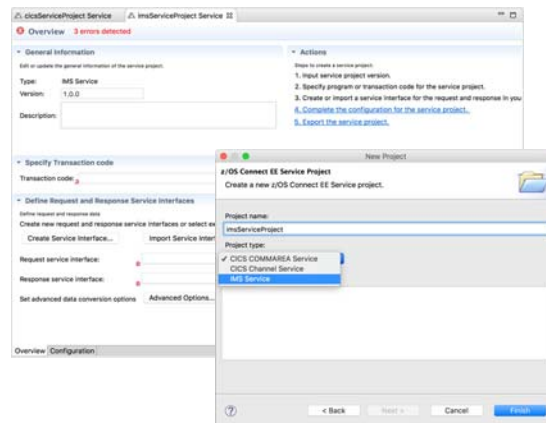 cicsServiceProject Service
imsServiceProject Service
Overview 3 errors detected
General Information
Edit or update the general information of the service project.
Type: IMS Service
Version: 1.0.0
Description:
Actions
Steps to create a service project:
1. Input service project version.
2. Specify program or transaction code for the service project.
3. Create or import a service interface for the request and response in you
4. Complete the configuration for the service project.
5. Export the service project.
Specify Transaction code
Transaction code:
Define Request and Response Service Interfaces
Define request and response data
Create new request and response service interfaces or select ex
Create Service Interface...
Import Service Inter
Request service interface:
Response service interface:
Set advanced data conversion options
Advanced Options...
Overview Configuration
New Project
z/OS Connect EE Service Project
Create a new z/OS Connect EE Service project.
Project name:
imsServiceProject
Project type:
✓ CICS COMMAREA Service
CICS Channel Service
IMS Service
?
< Back
Next >
Cancel
Finish